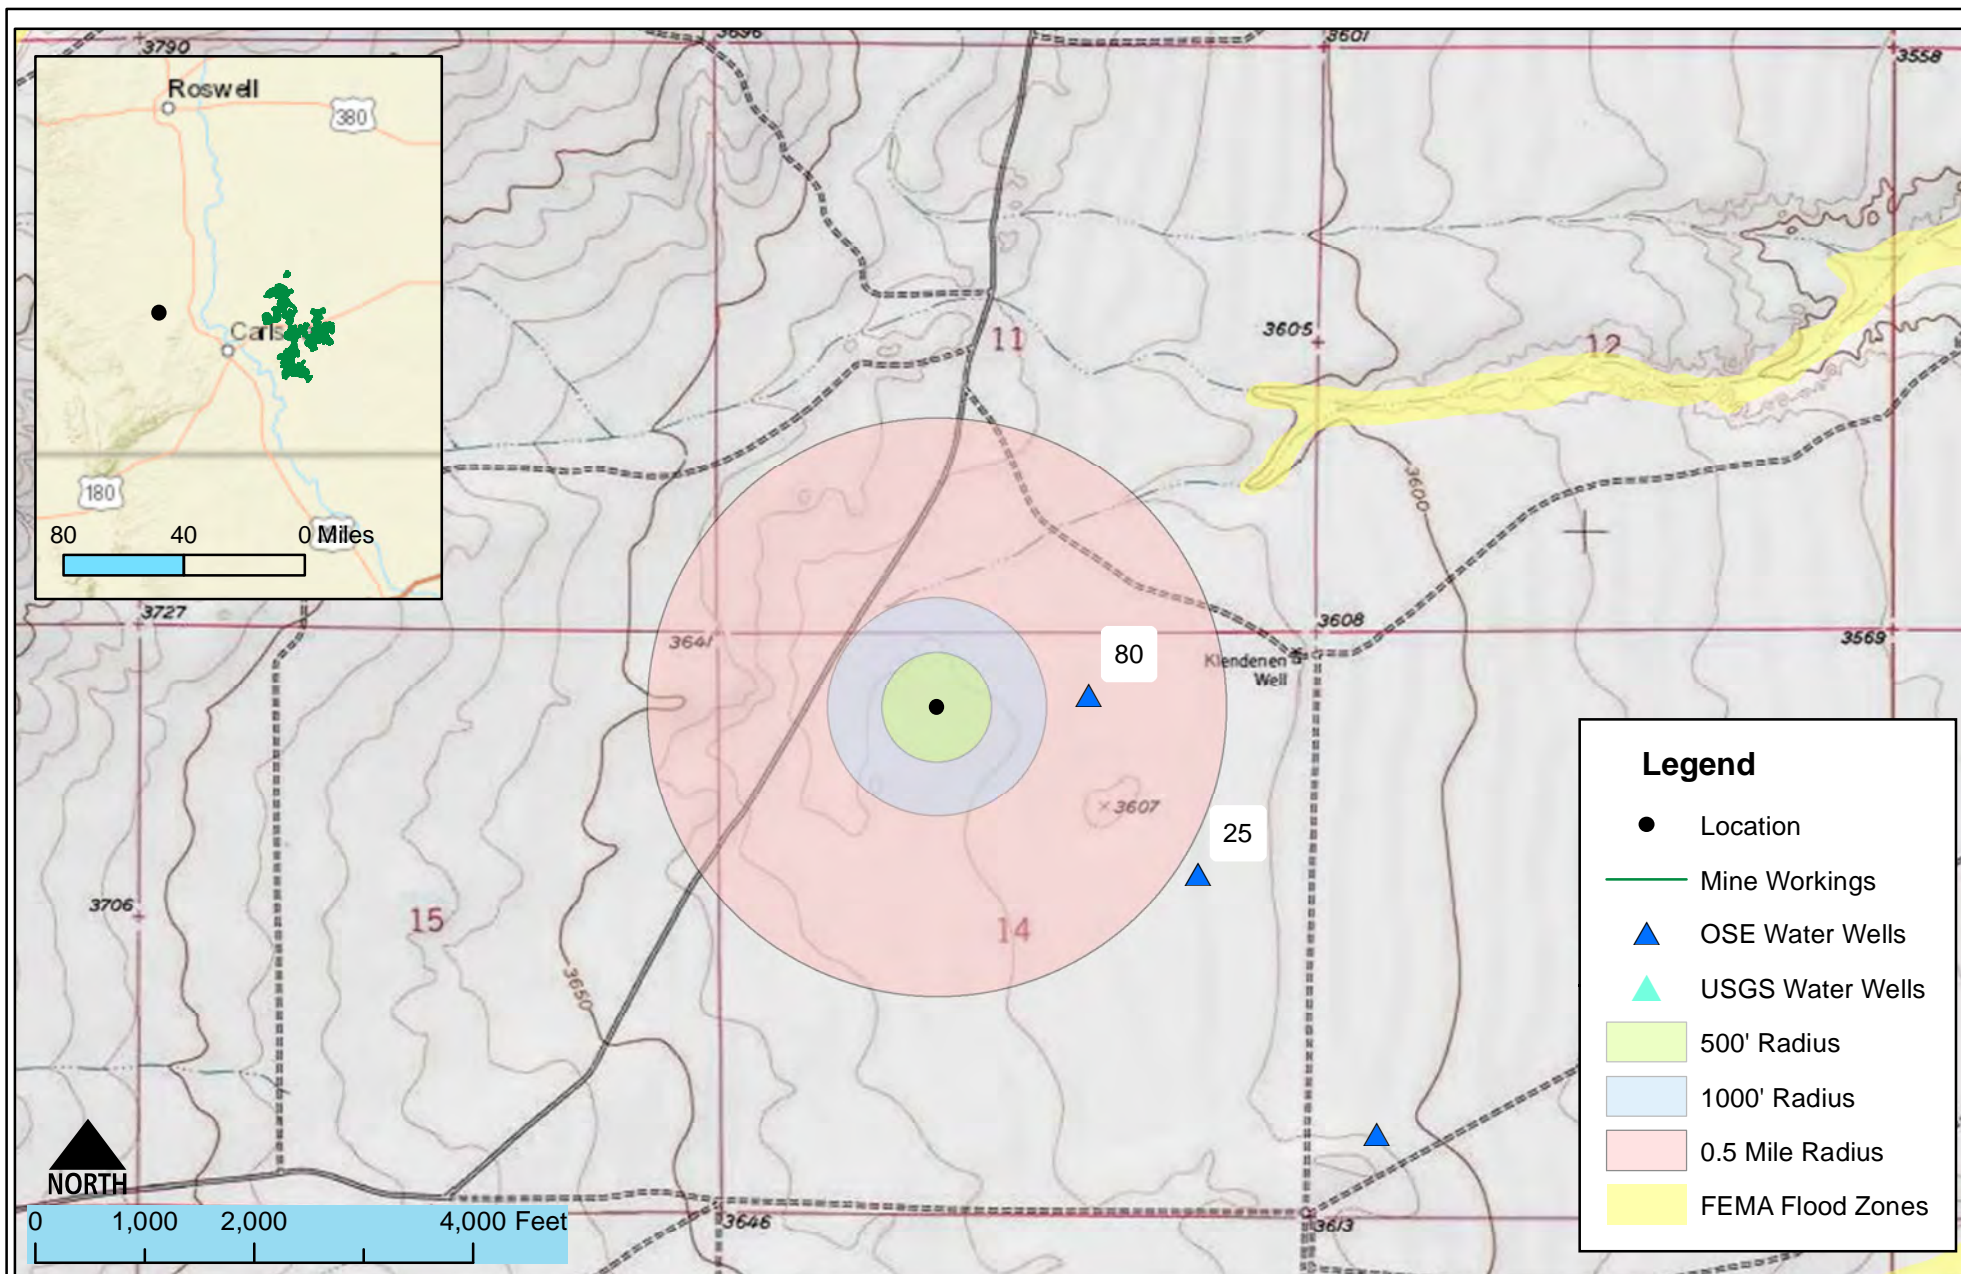 3790
3696
3601
3558
Roswell
380
Carls
180
80 40 0 Miles
11
3605
12
3600
3727
3641
3608
3569
80
Klendenen
Well
3607
25
3706
15
14
3650
NORTH
0 1,000 2,000 4,000 Feet
3646
3613
Legend
Location
Mine Workings
OSE Water Wells
USGS Water Wells
500' Radius
1000' Radius
0.5 Mile Radius
FEMA Flood Zones